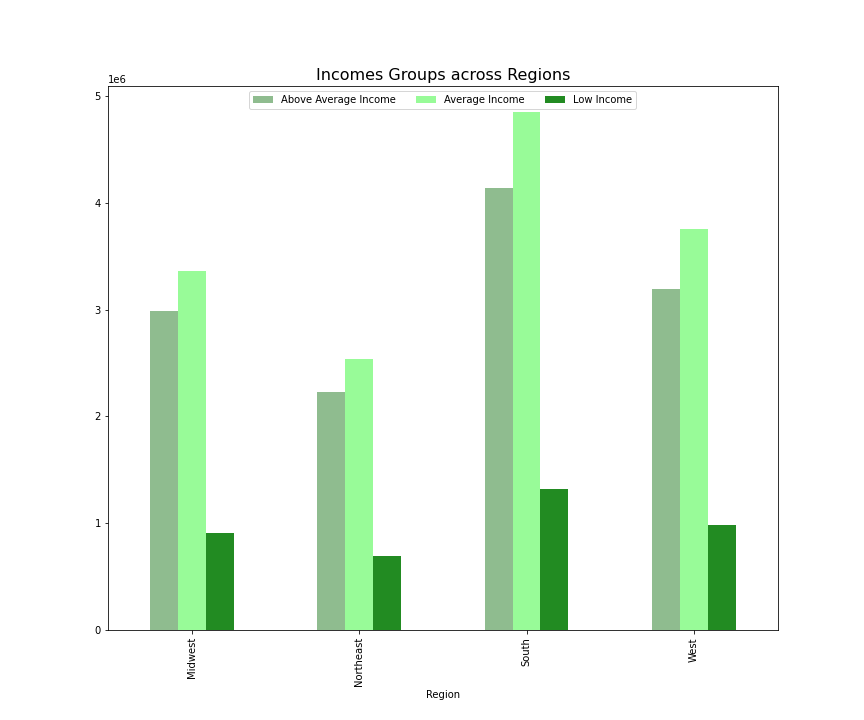 Incomes Groups across Regions
1e6
Above Average Income Average Income Low Income
5
4
3
2
1
0
Midwest
Northeast
South
West
Region